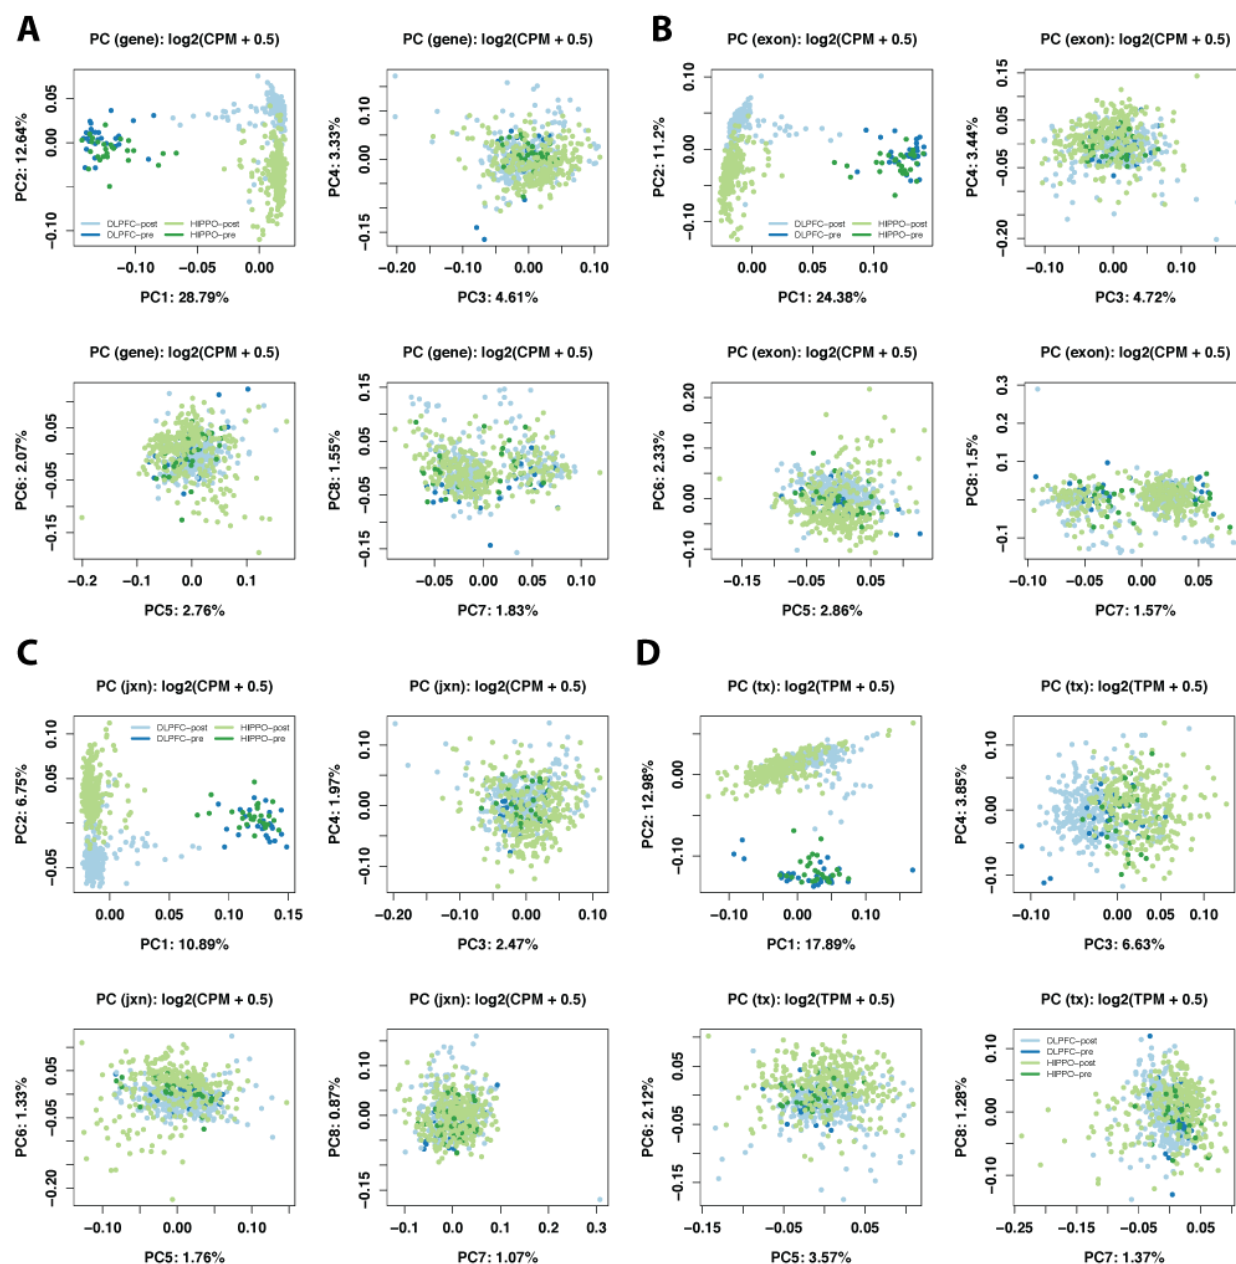 A
B
PC (gene): log2(CPM + 0.5)
PC2: 12.64%
0.05
0.00
−0.10
DLPFC−post
DLPFC−pre
HIPPO−post
HIPPO−pre
−0.10
−0.05
0.00
PC1: 28.79%
PC (gene): log2(CPM + 0.5)
PC4: 3.33%
0.10
0.00
−0.15
−0.20
−0.10
0.00
0.10
PC3: 4.61%
PC (exon): log2(CPM + 0.5)
PC2: 11.2%
0.10
0.00
−0.10
DLPFC−post
DLPFC−pre
HIPPO−post
HIPPO−pre
0.00
0.05
0.10
PC1: 24.38%
PC (exon): log2(CPM + 0.5)
PC4: 3.44%
0.15
0.05
−0.05
−0.20
−0.10
0.00
0.10
PC3: 4.72%
PC (gene): log2(CPM + 0.5)
PC6: 2.07%
0.05
−0.05
−0.15
−0.2
−0.1
0.0
0.1
PC5: 2.76%
PC (gene): log2(CPM + 0.5)
PC8: 1.55%
0.15
0.05
−0.05
−0.15
−0.05
0.00
0.05
0.10
PC7: 1.83%
PC (exon): log2(CPM + 0.5)
PC6: 2.33%
0.20
0.10
0.00
−0.10
−0.15
−0.05
0.05
PC5: 2.86%
PC (exon): log2(CPM + 0.5)
PC8: 1.5%
0.3
0.1
−0.1
−0.10
−0.05
0.00
0.05
PC7: 1.57%
C
D
PC (jxn): log2(CPM + 0.5)
PC2: 6.75%
0.10
0.05
−0.05
DLPFC−post
DLPFC−pre
HIPPO−post
HIPPO−pre
0.00
0.05
0.10
0.15
PC1: 10.89%
PC (jxn): log2(CPM + 0.5)
PC4: 1.97%
0.10
0.00
−0.10
−0.20
−0.10
0.00
0.10
PC3: 2.47%
PC (tx): log2(TPM + 0.5)
PC2: 12.98%
0.00
−0.10
−0.10
0.00
0.10
PC1: 17.89%
PC (tx): log2(TPM + 0.5)
PC4: 3.85%
0.10
0.00
−0.10
−0.10
0.00
0.05
0.10
PC3: 6.63%
PC (jxn): log2(CPM + 0.5)
PC6: 1.33%
0.05
−0.05
−0.20
−0.10
0.00
0.10
PC5: 1.76%
PC (jxn): log2(CPM + 0.5)
PC8: 0.87%
0.10
0.00
−0.15
−0.1
0.0
0.1
0.2
0.3
PC7: 1.07%
PC (tx): log2(TPM + 0.5)
PC6: 2.12%
0.05
−0.05
−0.15
−0.15
−0.05
0.05
PC5: 3.57%
PC (tx): log2(TPM + 0.5)
PC8: 1.28%
0.10
0.00
−0.10
DLPFC−post
DLPFC−pre
HIPPO−post
HIPPO−pre
−0.25
−0.15
−0.05
0.05
PC7: 1.37%